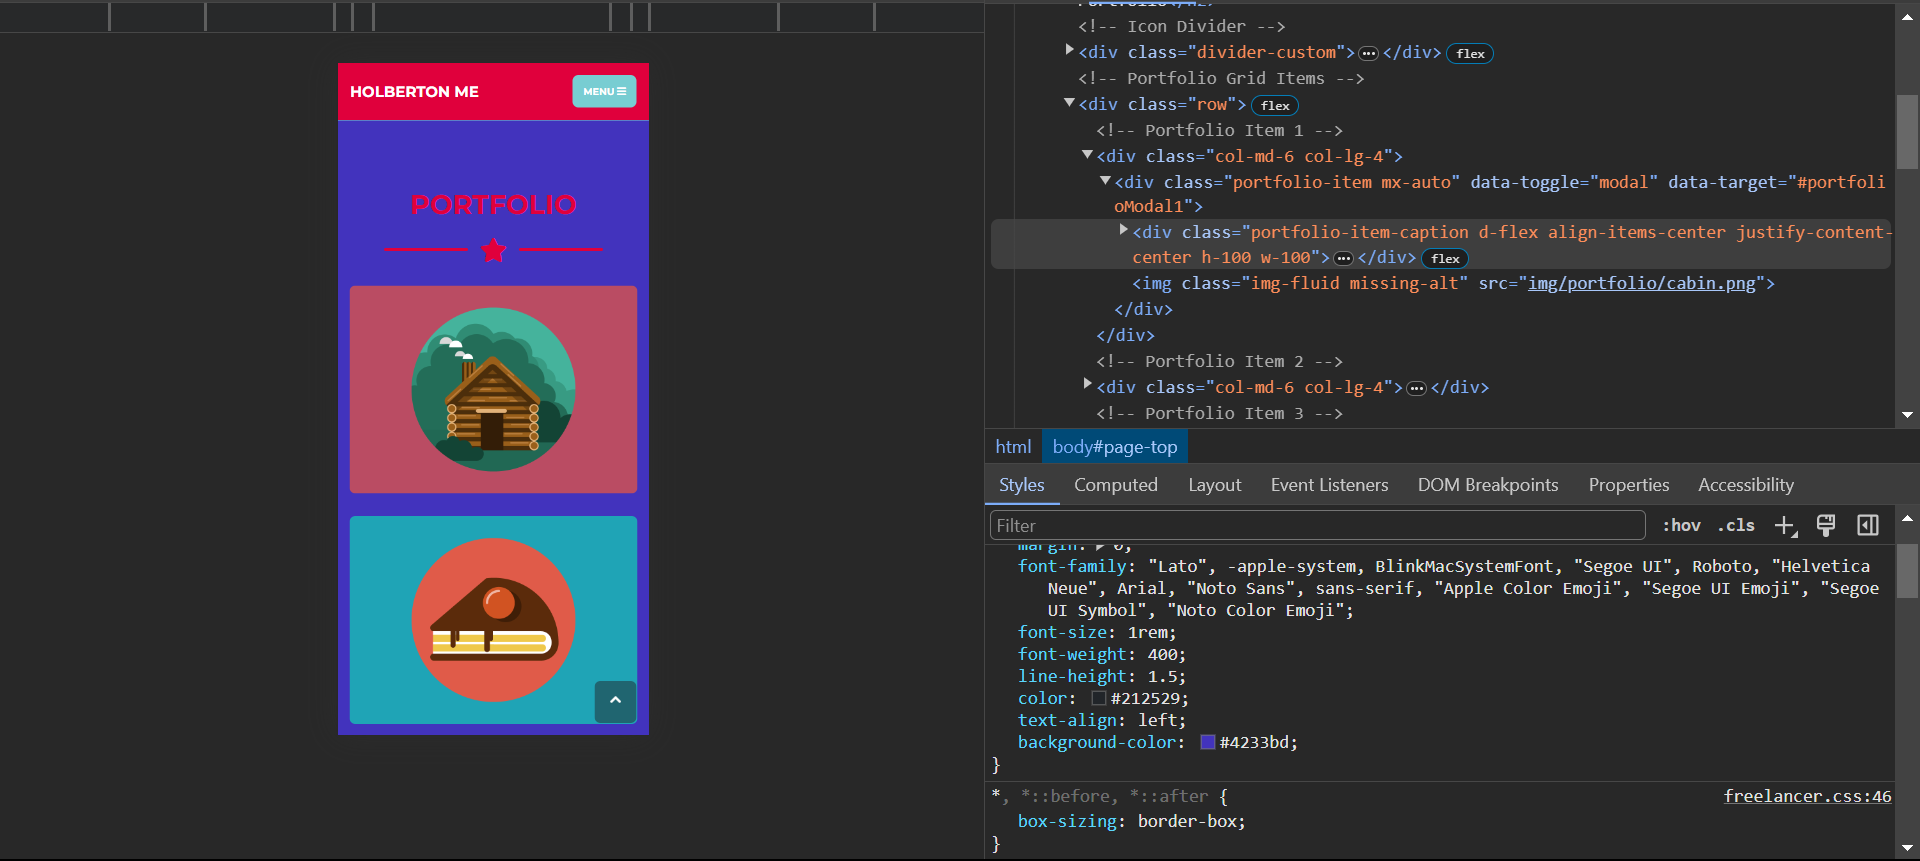 HOLBERTON ME
MENU
PORTFOLIO
<!-- Icon Divider -->
<div class="divider-custom"> ••• </div> flex
<!-- Portfolio Grid Items -->
<div class="row"> flex
<!-- Portfolio Item 1 -->
<div class="col-md-6 col-lg-4">
<div class="portfolio-item mx-auto" data-toggle="modal" data-target="#portfoli
oModal1">
<div class="portfolio-item-caption d-flex align-items-center justify-content-
center h-100 w-100"> ••• </div> flex
<img class="img-fluid missing-alt" src="img/portfolio/cabin.png">
</div>
</div>
<!-- Portfolio Item 2 -->
<div class="col-md-6 col-lg-4"> ••• </div>
<!-- Portfolio Item 3 -->
html body#page-top
Styles Computed Layout Event Listeners DOM Breakpoints Properties Accessibility
Filter :hov .cls
margin: 0;
font-family: "Lato", -apple-system, BlinkMacSystemFont, "Segoe UI", Roboto, "Helvetica
Neue", Arial, "Noto Sans", sans-serif, "Apple Color Emoji", "Segoe UI Emoji", "Segoe
UI Symbol", "Noto Color Emoji";
font-size: 1rem;
font-weight: 400;
line-height: 1.5;
color: #212529;
text-align: left;
background-color: #4233bd;
}
*, *::before, *::after { freelancer.css:46
box-sizing: border-box;
}